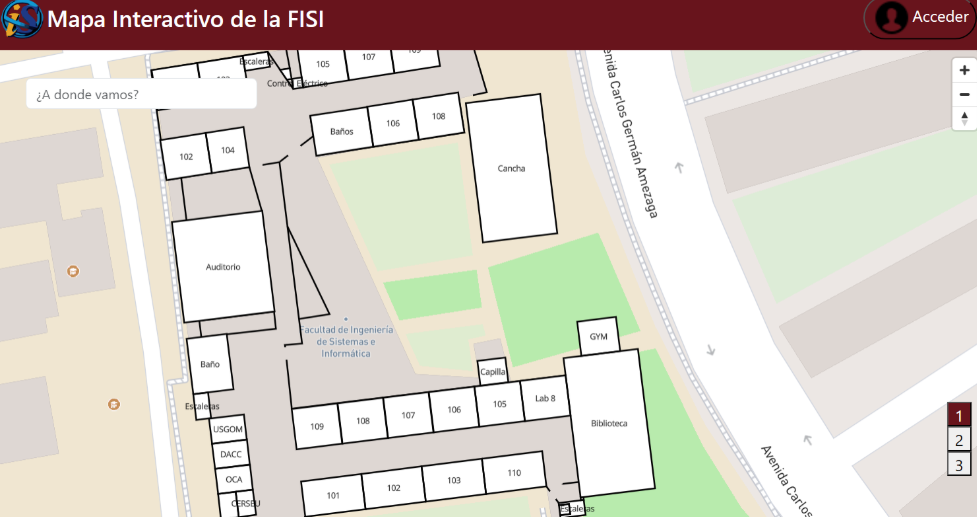 Mapa Interactivo de la FISI
Acceder
¿A donde vamos?
Escaleras
105
107
Control Eléctrico
Baños
106
108
102
104
Cancha
Avenida Carlos Germán Amezaga
Auditorio
Facultad de Ingeniería
de Sistemas e
Informática
GYM
Baño
Capilla
Escaleras
109
108
107
106
105
Lab 8
Biblioteca
USGOM
DACC
OCA
CERSEU
101
102
103
110
Escaleras
Avenida Carlos
+
−
1
2
3